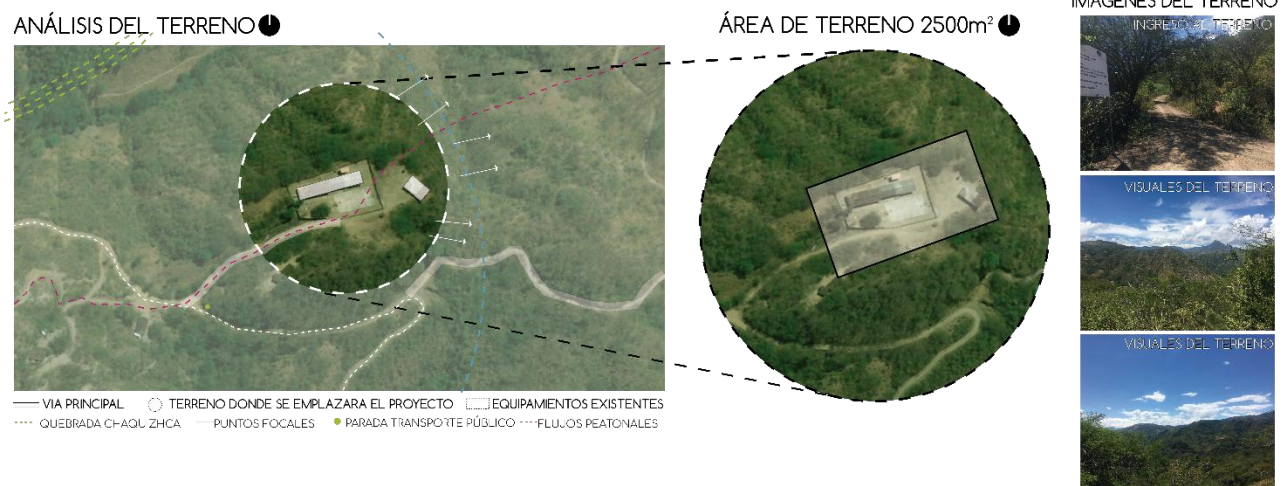 ANÁLISIS DEL TERRENO
ÁREA DE TERRENO 2500m²
IMÁGENES DEL TERRENO
INGRESO AL TERRENO
VISUALES DEL TERRENO
VISUALES DEL TERRENO
VIA PRINCIPAL TERRENO DONDE SE EMPLAZARA EL PROYECTO EQUIPAMIENTOS EXISTENTES
QUEBRADA CHAQUIZHCA PUNTOS FOCALES PARADA TRANSPORTE PÚBLICO FLUJOS PEATONALES